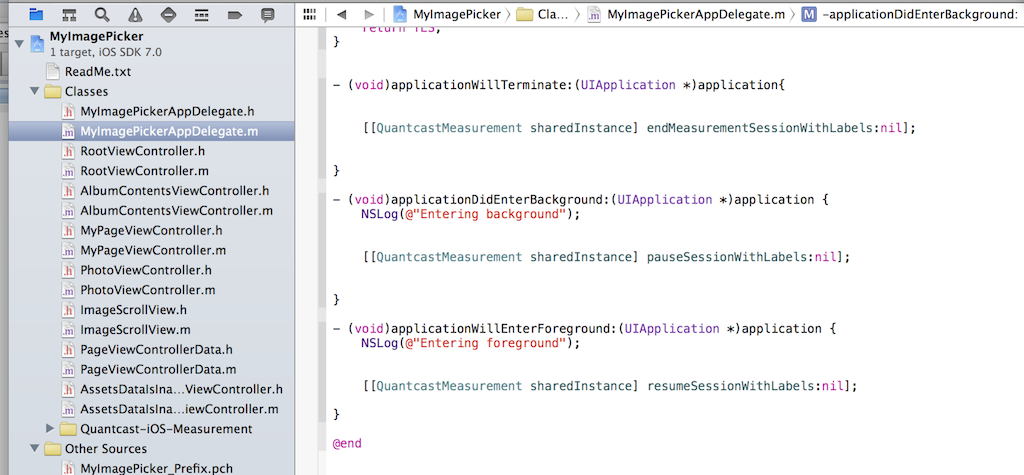 MyImagePicker
1 target, iOS SDK 7.0
ReadMe.txt
Classes
MyImagePickerAppDelegate.h
MyImagePickerAppDelegate.m
RootViewController.h
RootViewController.m
AlbumContentsViewController.h
AlbumContentsViewController.m
MyPageViewController.h
MyPageViewController.m
PhotoViewController.h
PhotoViewController.m
ImageScrollView.h
ImageScrollView.m
PageViewControllerData.h
PageViewControllerData.m
AssetsDataIsIna...ViewController.h
AssetsDataIsIna...iewController.m
Quantcast-iOS-Measurement
Other Sources
MyImagePicker_Prefix.pch
MyImagePicker Cla... MyImagePickerAppDelegate.m M -applicationDidEnterBackground:
return YES;
}
- (void)applicationWillTerminate:(UIApplication *)application{
[[QuantcastMeasurement sharedInstance] endMeasurementSessionWithLabels:nil];
}
- (void)applicationDidEnterBackground:(UIApplication *)application {
NSLog(@"Entering background");
[[QuantcastMeasurement sharedInstance] pauseSessionWithLabels:nil];
}
- (void)applicationWillEnterForeground:(UIApplication *)application {
NSLog(@"Entering foreground");
[[QuantcastMeasurement sharedInstance] resumeSessionWithLabels:nil];
}
@end